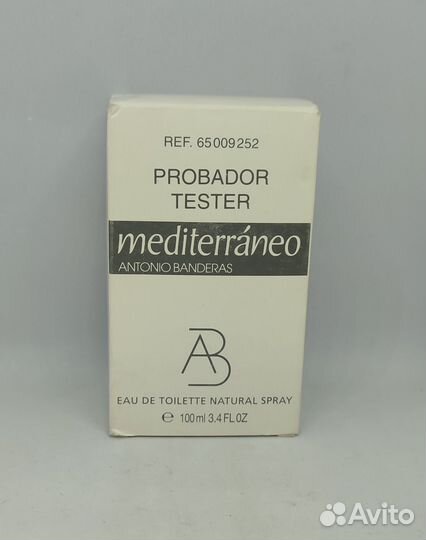 REF. 65009252
PROBADOR
TESTER
mediterráneo
ANTONIO BANDERAS
AB
EAU DE TOILETTE NATURAL SPRAY
℮ 100ml 3.4 FL.OZ
Avito